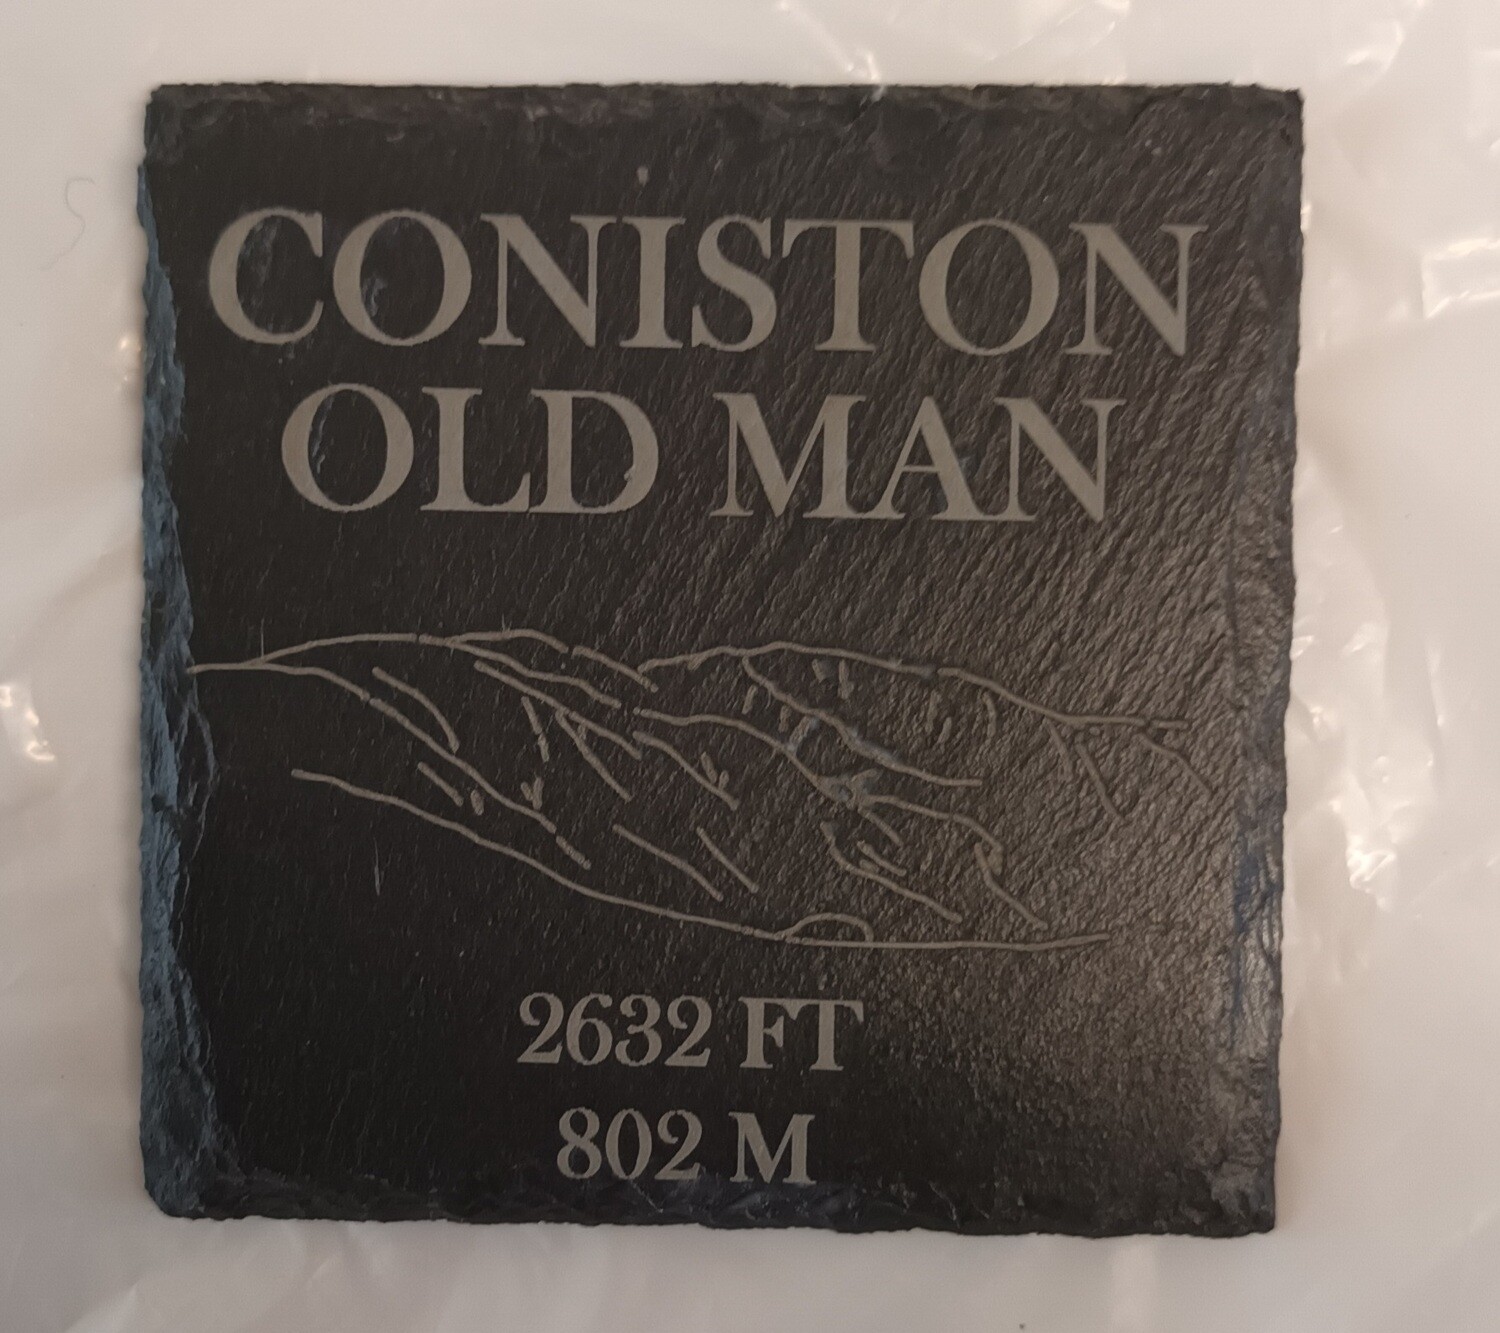 CONISTON
OLD MAN
2632 FT
802 M